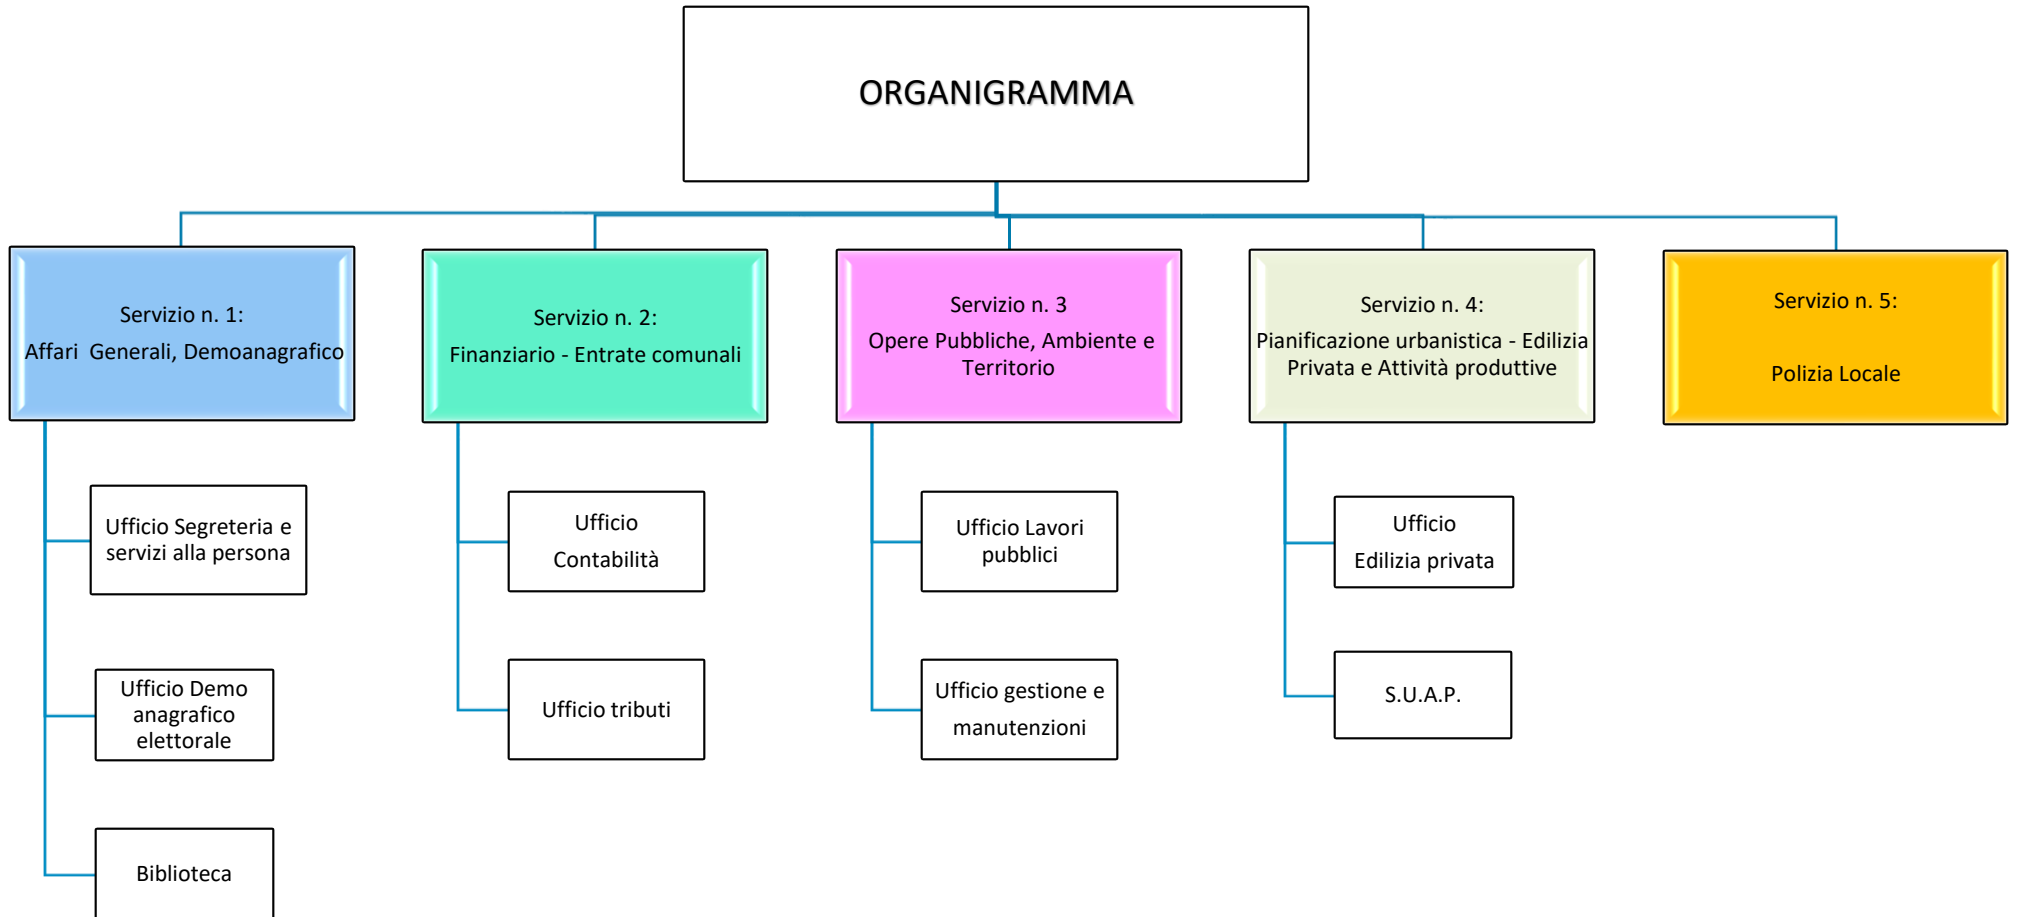 ORGANIGRAMMA
Servizio n. 1:
Affari Generali, Demoanagrafico
Servizio n. 2:
Finanziario - Entrate comunali
Servizio n. 3
Opere Pubbliche, Ambiente e
Territorio
Servizio n. 4:
Pianificazione urbanistica - Edilizia
Privata e Attività produttive
Servizio n. 5:
Polizia Locale
Ufficio Segreteria e
servizi alla persona
Ufficio Demo
anagrafico
elettorale
Biblioteca
Ufficio
Contabilità
Ufficio tributi
Ufficio Lavori
pubblici
Ufficio gestione e
manutenzioni
Ufficio
Edilizia privata
S.U.A.P.